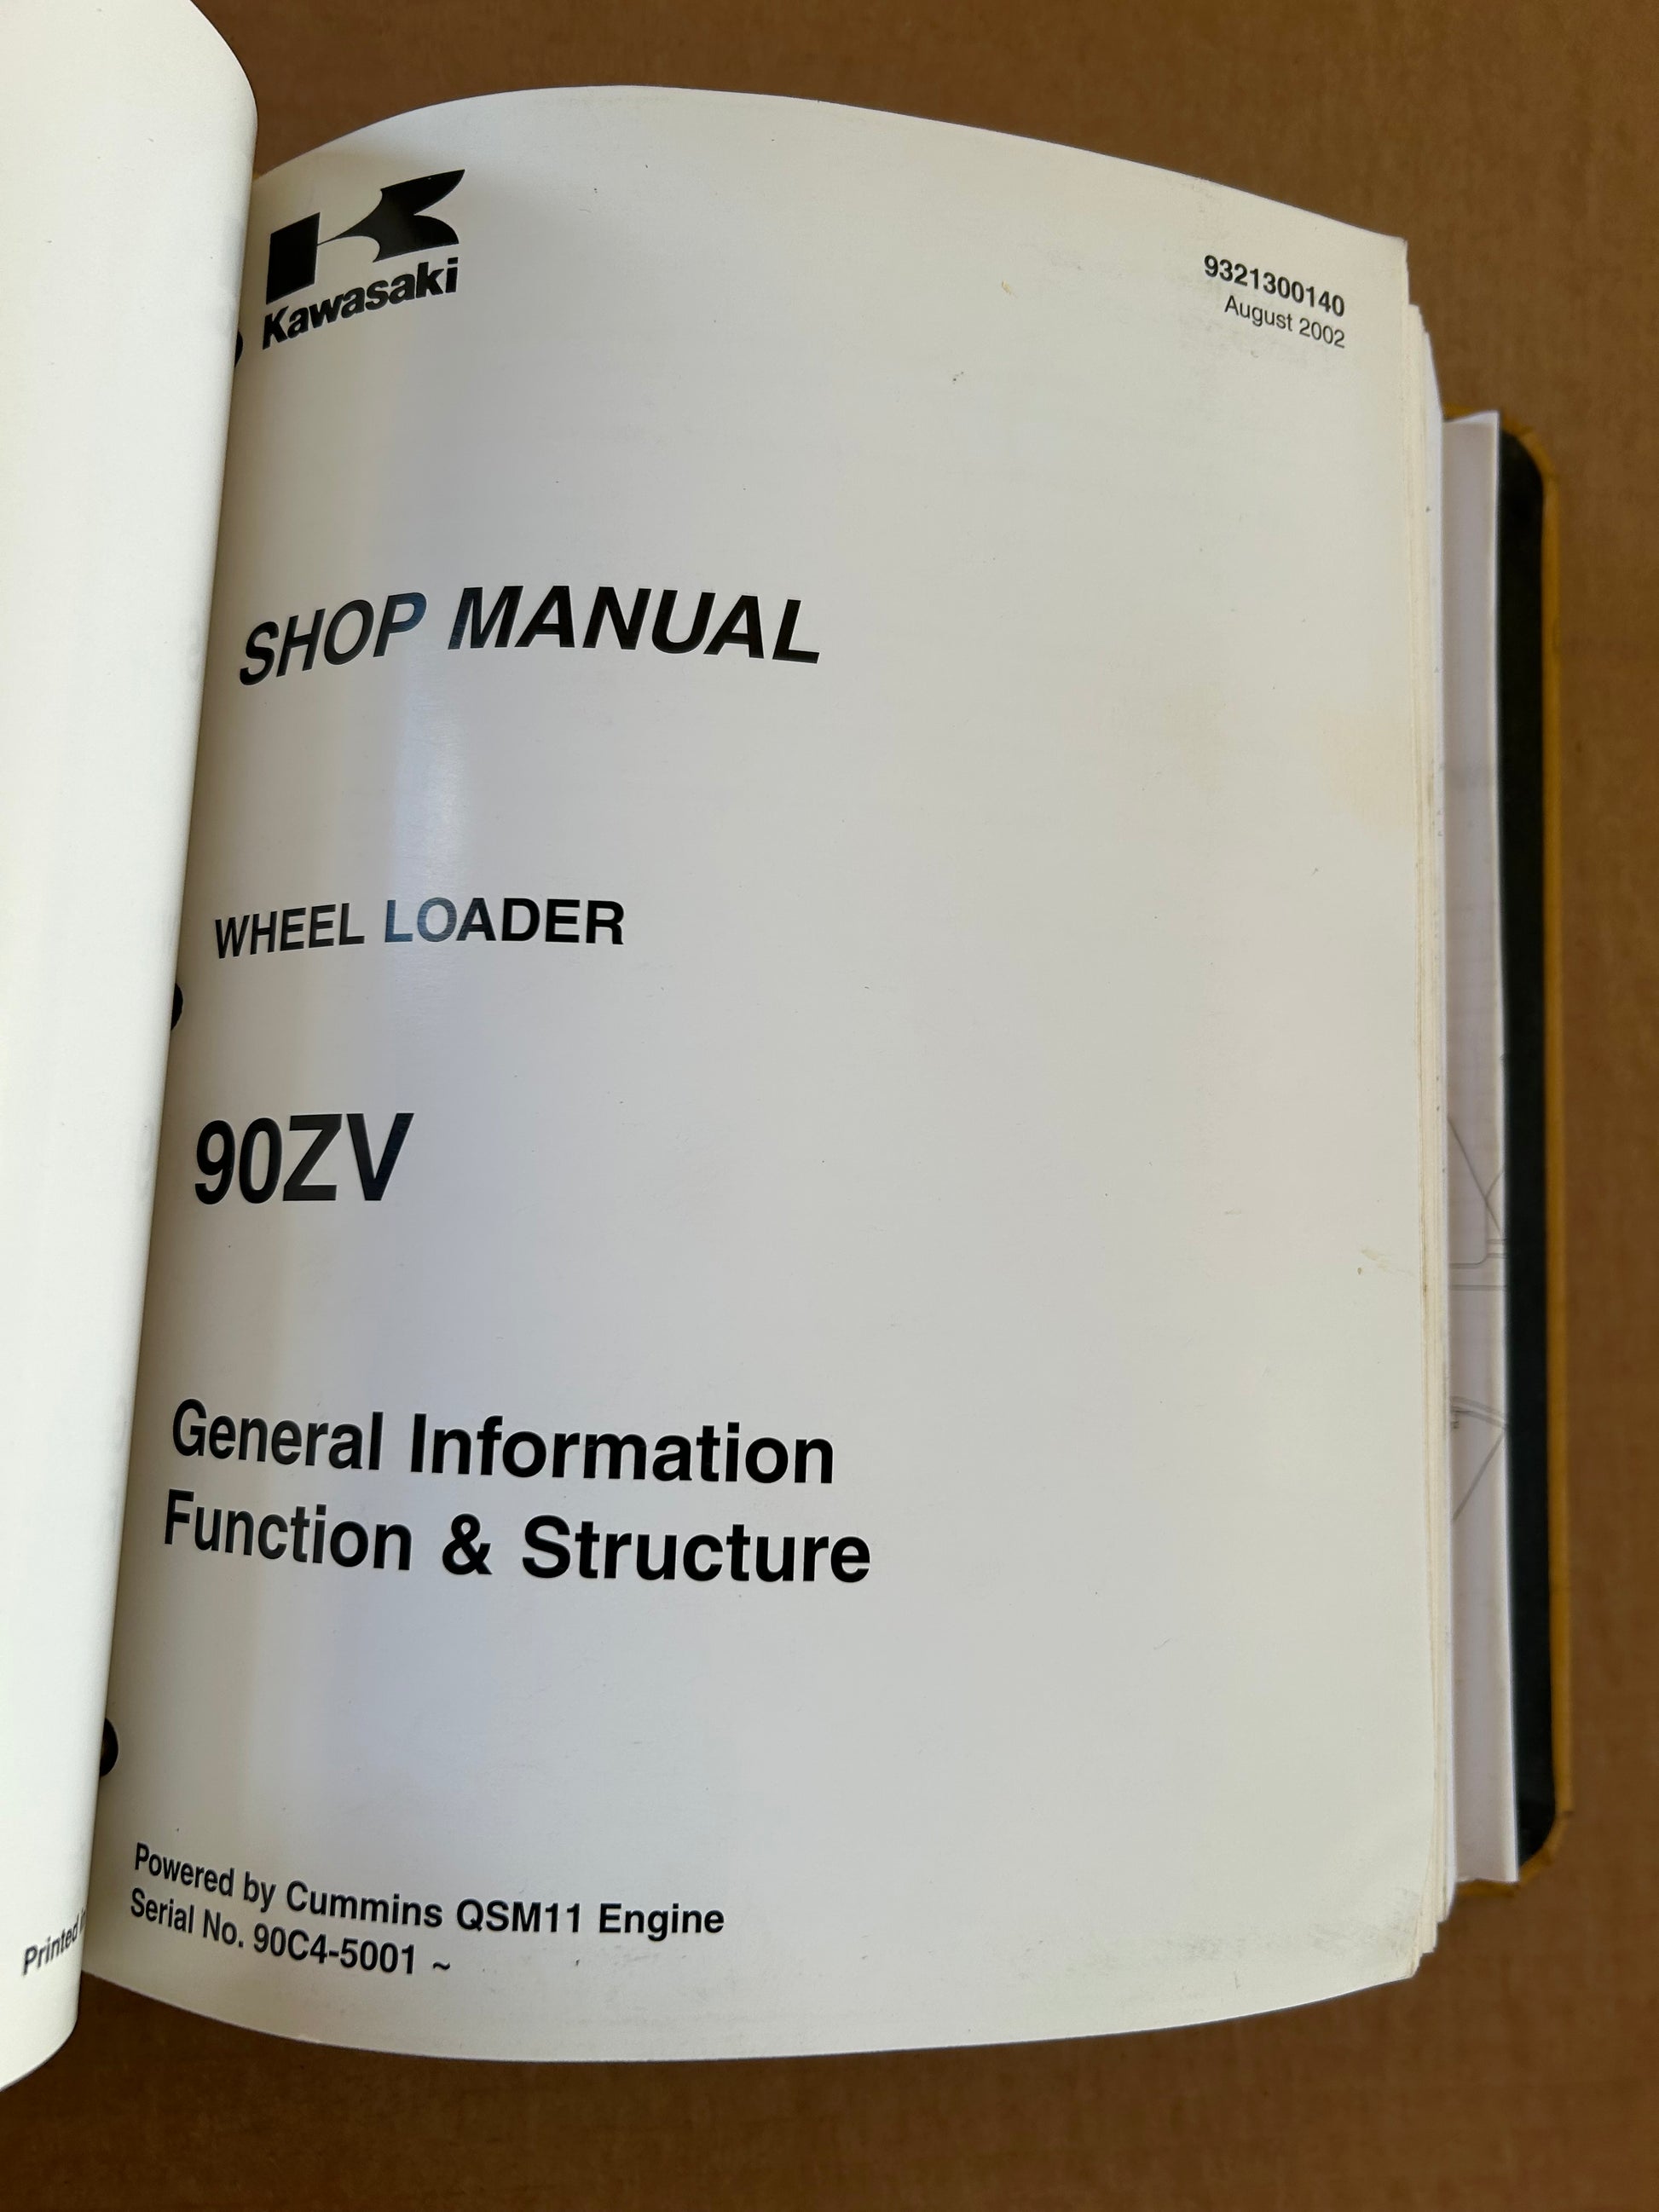 Kawasaki
9321300140
August 2002
SHOP MANUAL
WHEEL LOADER
90ZV
General Information
Function & Structure
Powered by Cummins QSM11 Engine
Serial No. 90C4-5001 ~
Printed